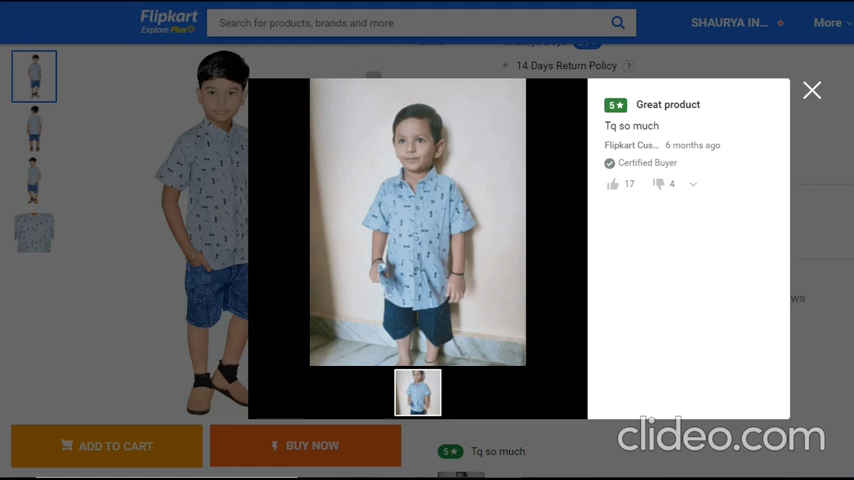 Flipkart
Explore Plus
Search for products, brands and more
SHAURYA IN...
More
14 Days Return Policy ?
5★ Great product
Tq so much
Flipkart Cus... 6 months ago
Certified Buyer
17 4
ws
ADD TO CART
BUY NOW
5★ Tq so much
clideo.com